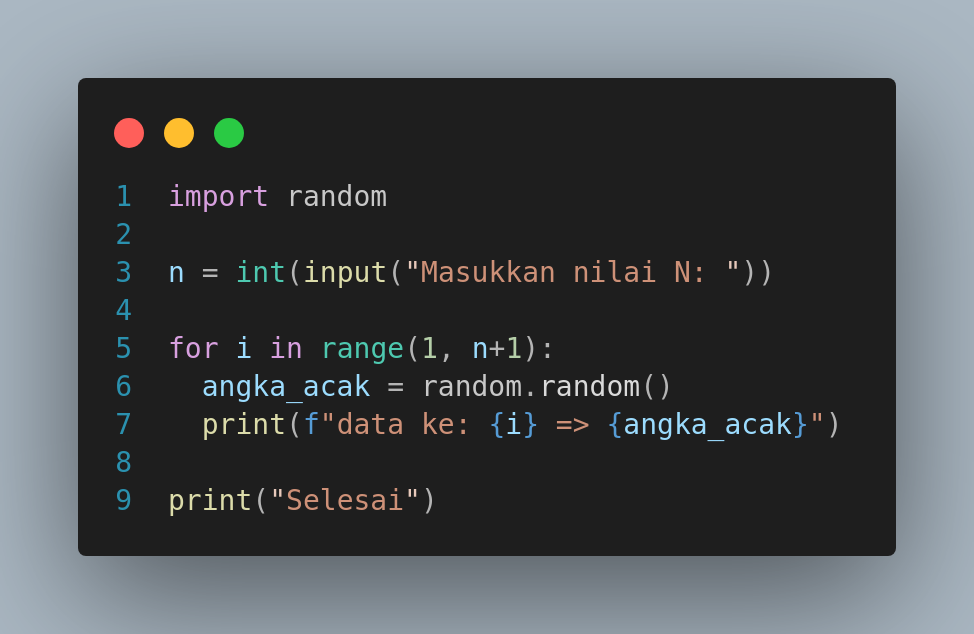 1 import random
2
3 n = int(input("Masukkan nilai N: "))
4
5 for i in range(1, n+1):
6   angka_acak = random.random()
7   print(f"data ke: {i} => {angka_acak}")
8
9 print("Selesai")